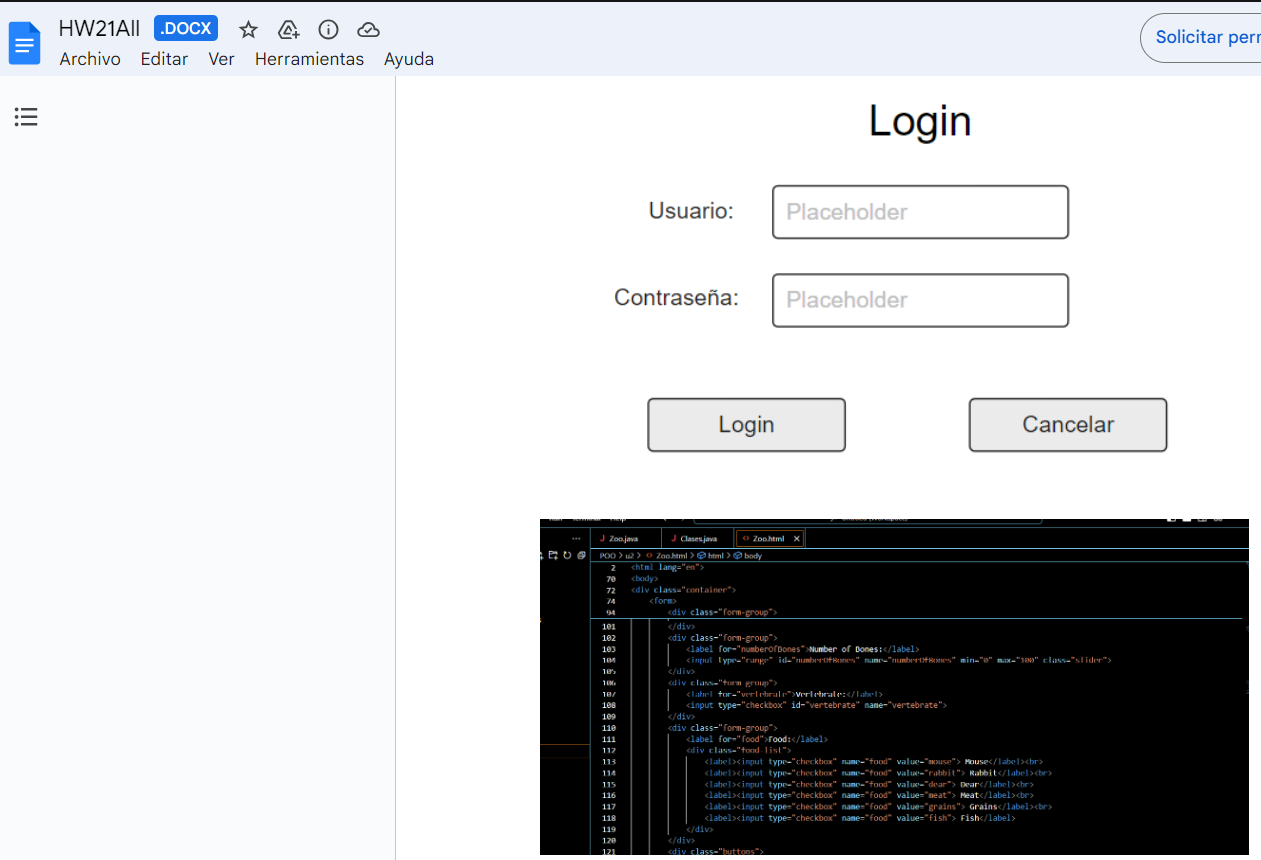 HW21All .DOCX
Archivo Editar Ver Herramientas Ayuda
Solicitar perr
Login
Usuario: Placeholder
Contraseña: Placeholder
Login Cancelar
Zoo.java Clases.java Zoo.html
POO > u2 > Zoo.html > html > body
2 <html lang="en">
70 <body>
72 <div class="container">
74 <form>
94 <div class="form-group">
101 </div>
102 <div class="form-group">
103 <label for="numberOfBones">Number of Bones:</label>
104 <input type="range" id="numberOfBones" name="numberOfBones" min="0" max="100" class="slider">
105 </div>
106 <div class="form-group">
107 <label for="vertebrate">Vertebrate:</label>
108 <input type="checkbox" id="vertebrate" name="vertebrate">
109 </div>
110 <div class="form-group">
111 <label for="food">Food:</label>
112 <div class="food-list">
113 <label><input type="checkbox" name="food" value="mouse"> Mouse</label><br>
114 <label><input type="checkbox" name="food" value="rabbit"> Rabbit</label><br>
115 <label><input type="checkbox" name="food" value="dear"> Dear</label><br>
116 <label><input type="checkbox" name="food" value="meat"> Meat</label><br>
117 <label><input type="checkbox" name="food" value="grains"> Grains</label><br>
118 <label><input type="checkbox" name="food" value="fish"> Fish</label>
119 </div>
120 </div>
121 <div class="buttons">